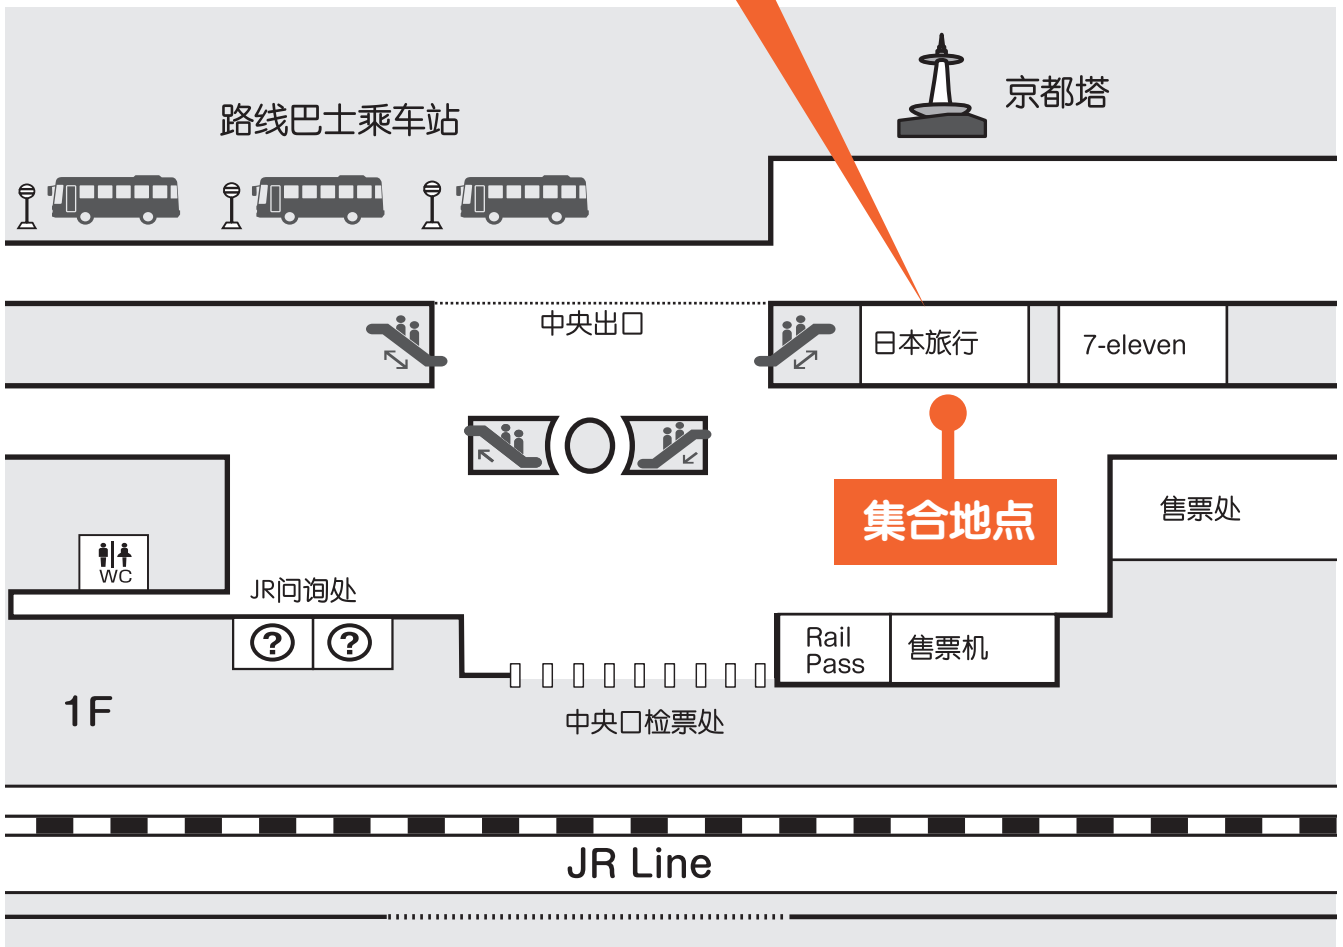 京都塔
路线巴士乘车站
中央出口
日本旅行
7-eleven
集合地点
售票处
WC
JR问询处
?
?
Rail
Pass
售票机
1F
中央口检票处
JR Line